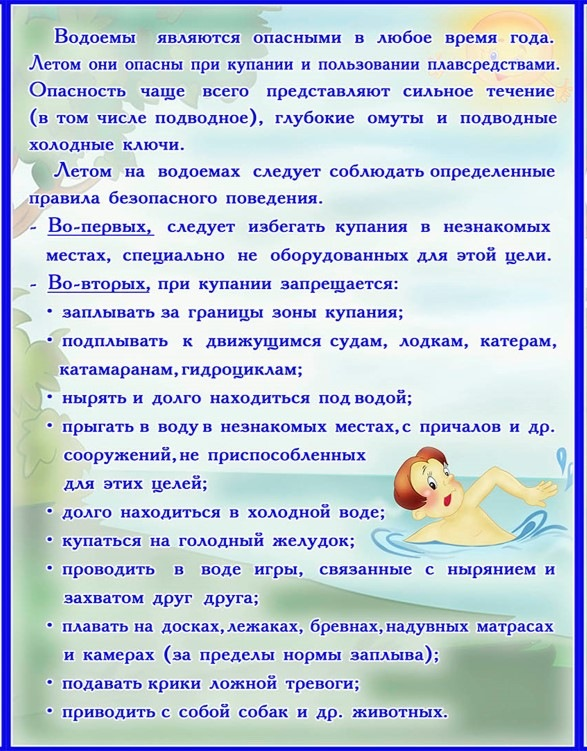 Водоемы являются опасными в любое время года.
Летом они опасны при купании и пользовании плавсредствами.
Опасность чаще всего представляют сильное течение
(в том числе подводное), глубокие омуты и подводные
холодные ключи.
Летом на водоемах следует соблюдать определенные
правила безопасного поведения.
- Во-первых, следует избегать купания в незнакомых
местах, специально не оборудованных для этой цели.
- Во-вторых, при купании запрещается:
• заплывать за границы зоны купания;
• подплывать к движущимся судам, лодкам, катерам,
катамаранам, гидроциклам;
• нырять и долго находиться под водой;
• прыгать в воду в незнакомых местах, с причалов и др.
сооружений, не приспособленных
для этих целей;
• долго находиться в холодной воде;
• купаться на голодный желудок;
• проводить в воде игры, связанные с нырянием и
захватом друг друга;
• плавать на досках, лежаках, бревнах, надувных матрасах
и камерах (за пределы нормы заплыва);
• подавать крики ложной тревоги;
• приводить с собой собак и др. животных.